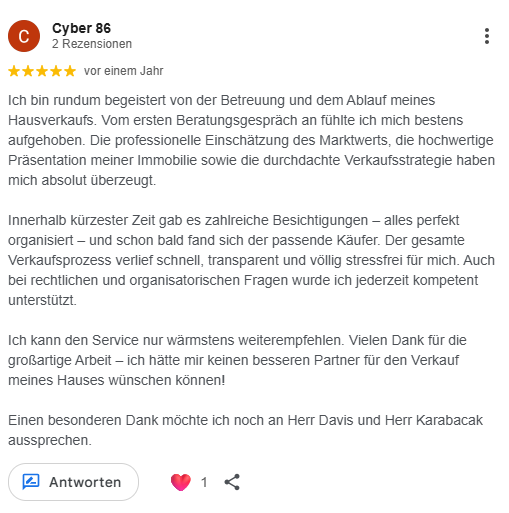 C
Cyber 86
2 Rezensionen
vor einem Jahr
Ich bin rundum begeistert von der Betreuung und dem Ablauf meines
Hausverkaufs. Vom ersten Beratungsgespräch an fühlte ich mich bestens
aufgehoben. Die professionelle Einschätzung des Marktwerts, die hochwertige
Präsentation meiner Immobilie sowie die durchdachte Verkaufsstrategie haben
mich absolut überzeugt.
Innerhalb kürzester Zeit gab es zahlreiche Besichtigungen – alles perfekt
organisiert – und schon bald fand sich der passende Käufer. Der gesamte
Verkaufsprozess verlief schnell, transparent und völlig stressfrei für mich. Auch
bei rechtlichen und organisatorischen Fragen wurde ich jederzeit kompetent
unterstützt.
Ich kann den Service nur wärmstens weiterempfehlen. Vielen Dank für die
großartige Arbeit – ich hätte mir keinen besseren Partner für den Verkauf
meines Hauses wünschen können!
Einen besonderen Dank möchte ich noch an Herr Davis und Herr Karabacak
aussprechen.
Antworten
1